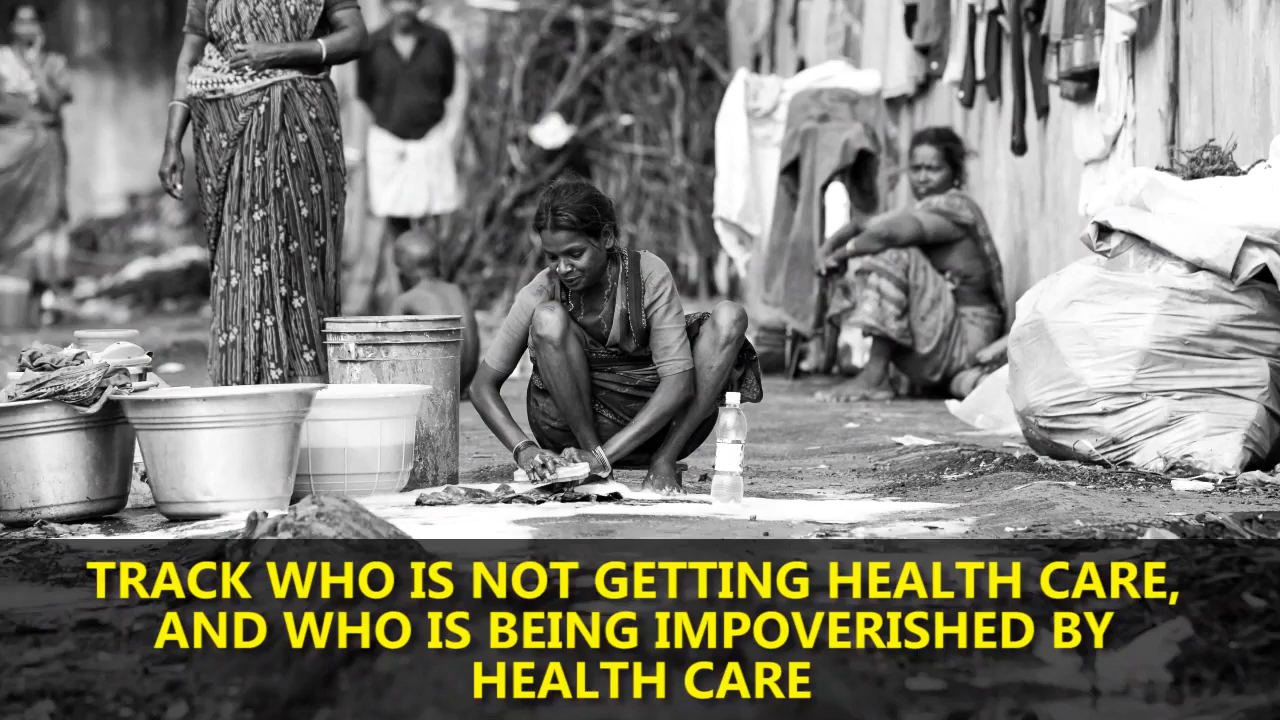 TRACK WHO IS NOT GETTING HEALTH CARE,
AND WHO IS BEING IMPOVERISHED BY
HEALTH CARE